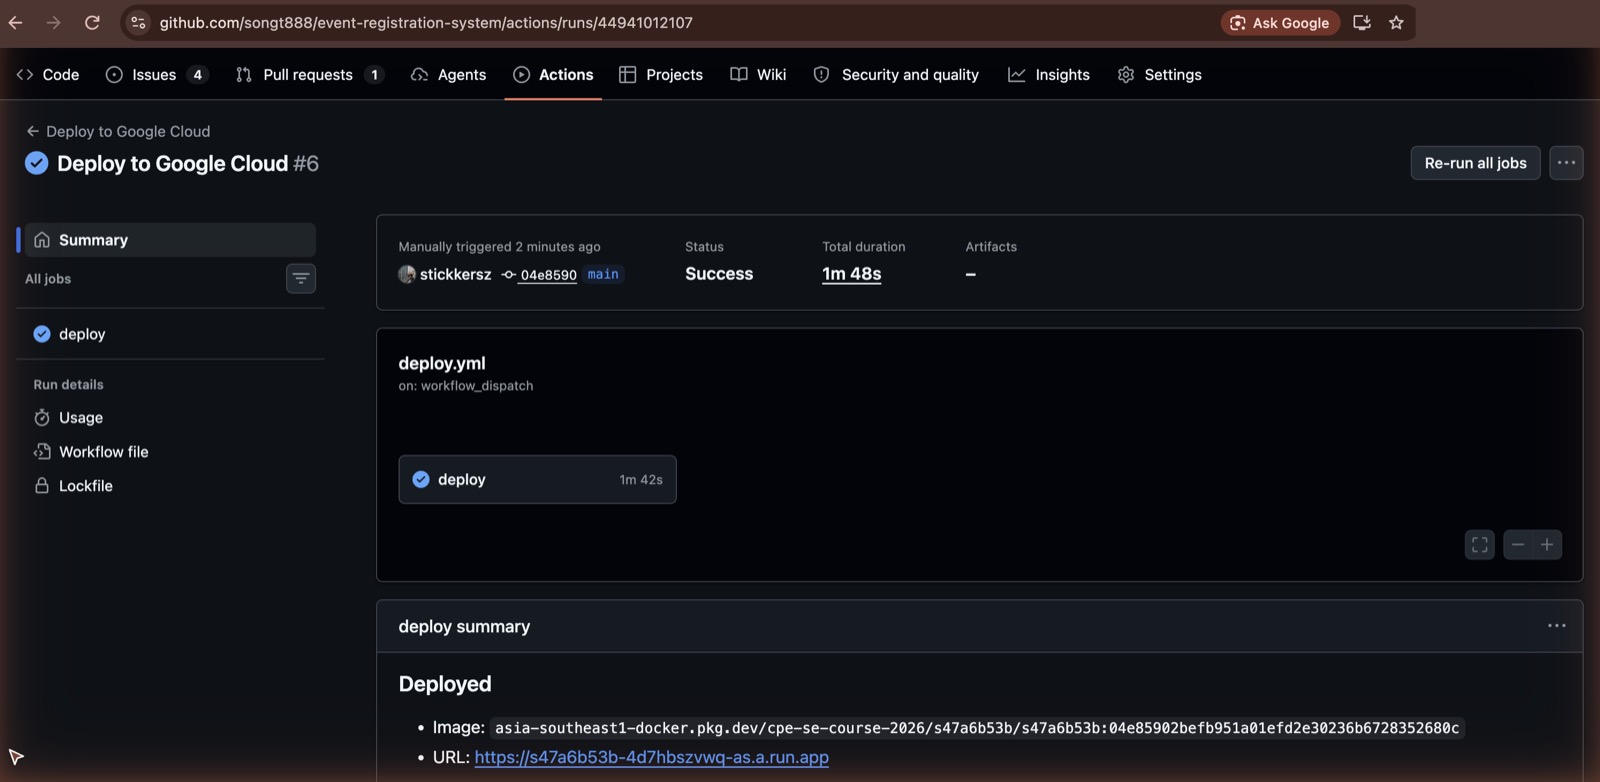 github.com/songt888/event-registration-system/actions/runs/44941012107
Ask Google
Code
Issues 4
Pull requests 1
Agents
Actions
Projects
Wiki
Security and quality
Insights
Settings
Deploy to Google Cloud
Deploy to Google Cloud #6
Re-run all jobs
Summary
All jobs
deploy
Run details
Usage
Workflow file
Lockfile
Manually triggered 2 minutes ago
stickkersz 04e8590 main
Status
Success
Total duration
1m 48s
Artifacts
–
deploy.yml
on: workflow_dispatch
deploy 1m 42s
deploy summary
Deployed
• Image: asia-southeast1-docker.pkg.dev/cpe-se-course-2026/s47a6b53b/s47a6b53b:04e85902befb951a01efd2e30236b6728352680c
• URL: https://s47a6b53b-4d7hbszvwq-as.a.run.app